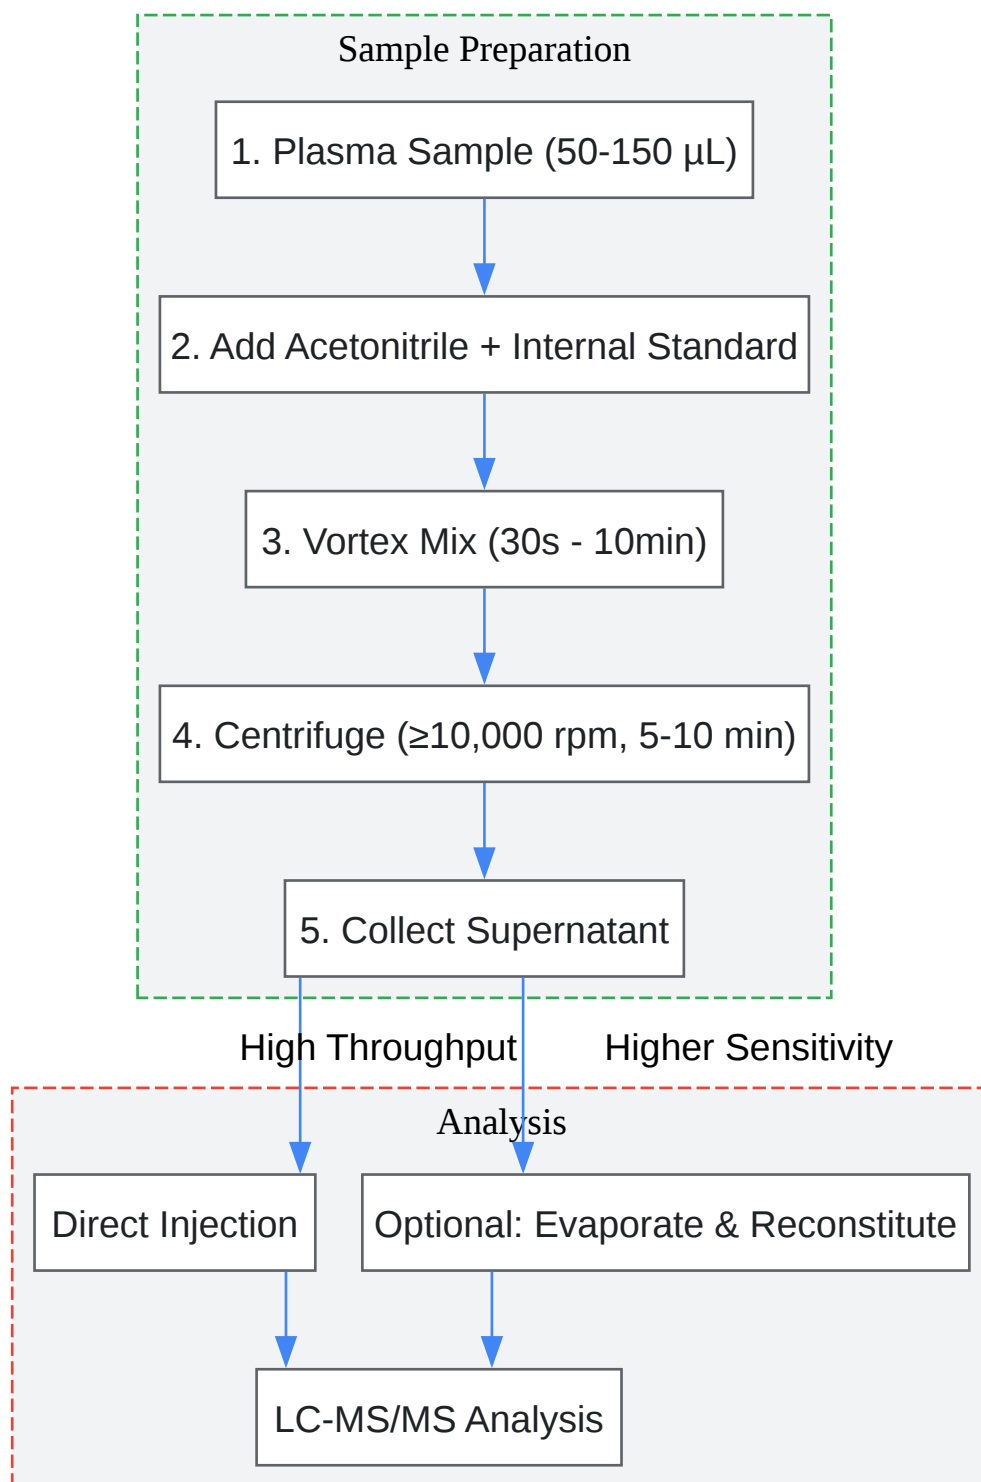 Sample Preparation
1. Plasma Sample (50-150 µL)
2. Add Acetonitrile + Internal Standard
3. Vortex Mix (30s - 10min)
4. Centrifuge (≥10,000 rpm, 5-10 min)
5. Collect Supernatant
High Throughput
Higher Sensitivity
Analysis
Direct Injection
Optional: Evaporate & Reconstitute
LC-MS/MS Analysis